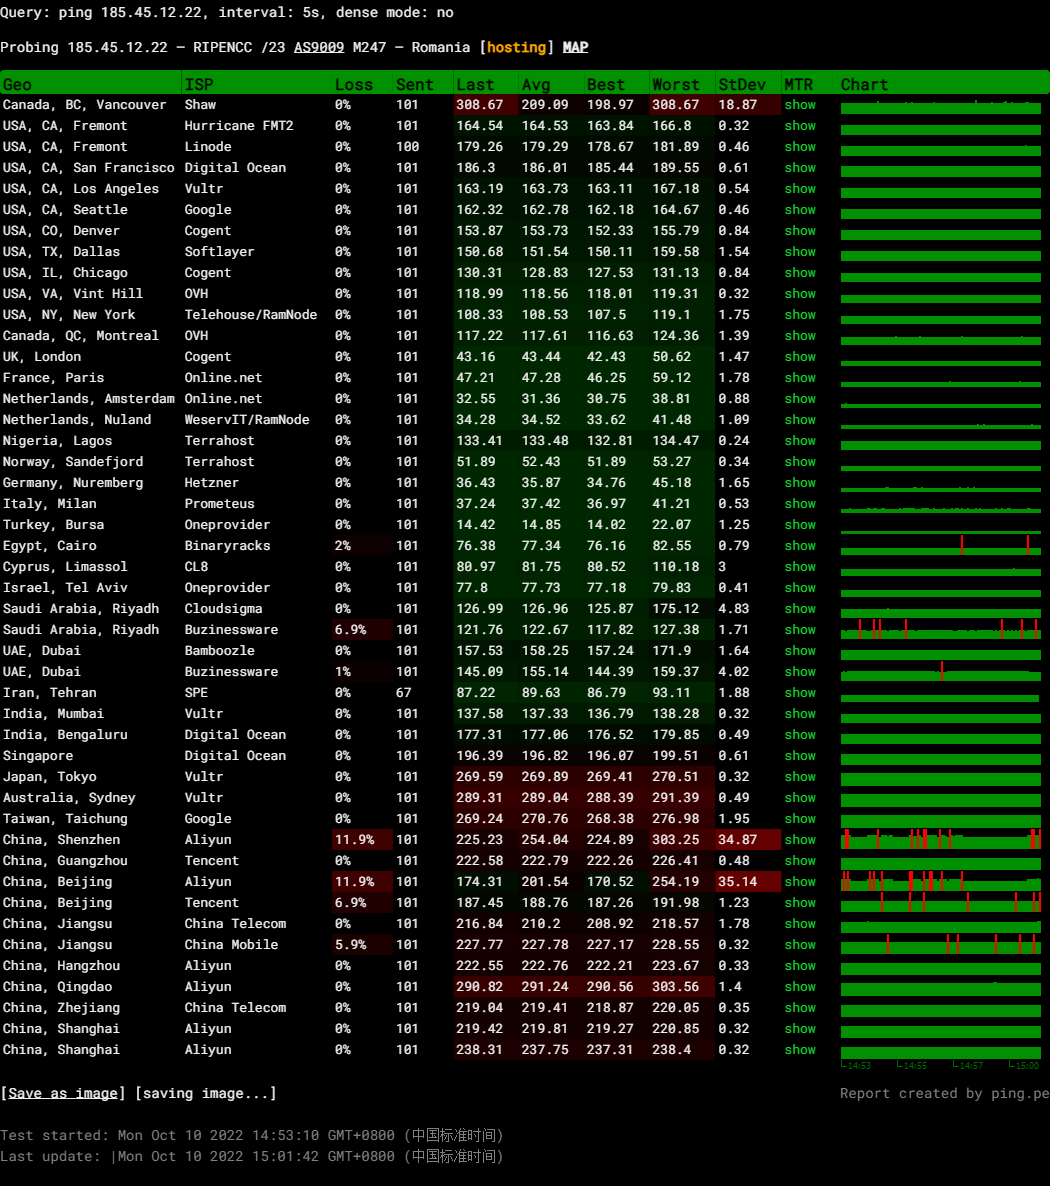 Query: ping 185.45.12.22, interval: 5s, dense mode: no
Probing 185.45.12.22 — RIPENCC /23 AS9009 M247 — Romania [hosting] MAP
Geo ISP Loss Sent Last Avg Best Worst StDev MTR Chart
Canada, BC, Vancouver Shaw 0% 101 308.67 209.09 198.97 308.67 18.87 show
USA, CA, Fremont Hurricane FMT2 0% 101 164.54 164.53 163.84 166.8 0.32 show
USA, CA, Fremont Linode 0% 100 179.26 179.29 178.67 181.89 0.46 show
USA, CA, San Francisco Digital Ocean 0% 101 186.3 186.01 185.44 189.55 0.61 show
USA, CA, Los Angeles Vultr 0% 101 163.19 163.73 163.11 167.18 0.54 show
USA, CA, Seattle Google 0% 101 162.32 162.78 162.18 164.67 0.46 show
USA, CO, Denver Cogent 0% 101 153.87 153.73 152.33 155.79 0.84 show
USA, TX, Dallas Softlayer 0% 101 150.68 151.54 150.11 159.58 1.54 show
USA, IL, Chicago Cogent 0% 101 130.31 128.83 127.53 131.13 0.84 show
USA, VA, Vint Hill OVH 0% 101 118.99 118.56 118.01 119.31 0.32 show
USA, NY, New York Telehouse/RamNode 0% 101 108.33 108.53 107.5 119.1 1.75 show
Canada, QC, Montreal OVH 0% 101 117.22 117.61 116.63 124.36 1.39 show
UK, London Cogent 0% 101 43.16 43.44 42.43 50.62 1.47 show
France, Paris Online.net 0% 101 47.21 47.28 46.25 59.12 1.78 show
Netherlands, Amsterdam Online.net 0% 101 32.55 31.36 30.75 38.81 0.88 show
Netherlands, Nuland WeservIT/RamNode 0% 101 34.28 34.52 33.62 41.48 1.09 show
Nigeria, Lagos Terrahost 0% 101 133.41 133.48 132.81 134.47 0.24 show
Norway, Sandefjord Terrahost 0% 101 51.89 52.43 51.89 53.27 0.34 show
Germany, Nuremberg Hetzner 0% 101 36.43 35.87 34.76 45.18 1.65 show
Italy, Milan Prometeus 0% 101 37.24 37.42 36.97 41.21 0.53 show
Turkey, Bursa Oneprovider 0% 101 14.42 14.85 14.02 22.07 1.25 show
Egypt, Cairo Binaryracks 2% 101 76.38 77.34 76.16 82.55 0.79 show
Cyprus, Limassol CL8 0% 101 80.97 81.75 80.52 110.18 3 show
Israel, Tel Aviv Oneprovider 0% 101 77.8 77.73 77.18 79.83 0.41 show
Saudi Arabia, Riyadh Cloudsigma 0% 101 126.99 126.96 125.87 175.12 4.83 show
Saudi Arabia, Riyadh Buzinessware 6.9% 101 121.76 122.67 117.82 127.38 1.71 show
UAE, Dubai Bamboozle 0% 101 157.53 158.25 157.24 171.9 1.64 show
UAE, Dubai Buzinessware 1% 101 145.09 155.14 144.39 159.37 4.02 show
Iran, Tehran SPE 0% 67 87.22 89.63 86.79 93.11 1.88 show
India, Mumbai Vultr 0% 101 137.58 137.33 136.79 138.28 0.32 show
India, Bengaluru Digital Ocean 0% 101 177.31 177.06 176.52 179.85 0.49 show
Singapore Digital Ocean 0% 101 196.39 196.82 196.07 199.51 0.61 show
Japan, Tokyo Vultr 0% 101 269.59 269.89 269.41 270.51 0.32 show
Australia, Sydney Vultr 0% 101 289.31 289.04 288.39 291.39 0.49 show
Taiwan, Taichung Google 0% 101 269.24 270.76 268.38 276.98 1.95 show
China, Shenzhen Aliyun 11.9% 101 225.23 254.04 224.89 303.25 34.87 show
China, Guangzhou Tencent 0% 101 222.58 222.79 222.26 226.41 0.48 show
China, Beijing Aliyun 11.9% 101 174.31 201.54 170.52 254.19 35.14 show
China, Beijing Tencent 6.9% 101 187.45 188.76 187.26 191.98 1.23 show
China, Jiangsu China Telecom 0% 101 216.84 210.2 208.92 218.57 1.78 show
China, Jiangsu China Mobile 5.9% 101 227.77 227.78 227.17 228.55 0.32 show
China, Hangzhou Aliyun 0% 101 222.55 222.76 222.21 223.67 0.33 show
China, Qingdao Aliyun 0% 101 290.82 291.24 290.56 303.56 1.4 show
China, Zhejiang China Telecom 0% 101 219.04 219.41 218.87 220.05 0.35 show
China, Shanghai Aliyun 0% 101 219.42 219.81 219.27 220.85 0.32 show
China, Shanghai Aliyun 0% 101 238.31 237.75 237.31 238.4 0.32 show
14:53 14:55 14:57 15:00
[Save as image] [saving image...] Report created by ping.pe
Test started: Mon Oct 10 2022 14:53:10 GMT+0800 (中国标准时间)
Last update: |Mon Oct 10 2022 15:01:42 GMT+0800 (中国标准时间)